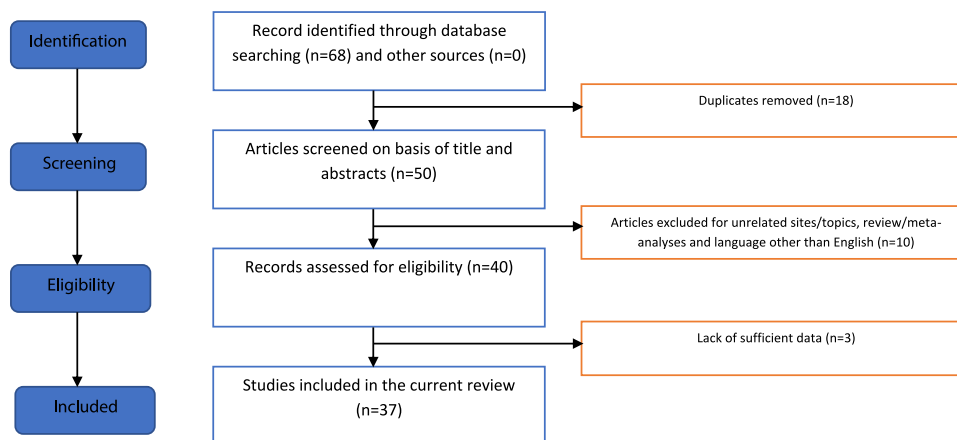 Identification
Record identified through database
searching (n=68) and other sources (n=0)
Duplicates removed (n=18)
Screening
Articles screened on basis of title and
abstracts (n=50)
Articles excluded for unrelated sites/topics, review/meta-
analyses and language other than English (n=10)
Eligibility
Records assessed for eligibility (n=40)
Lack of sufficient data (n=3)
Included
Studies included in the current review
(n=37)